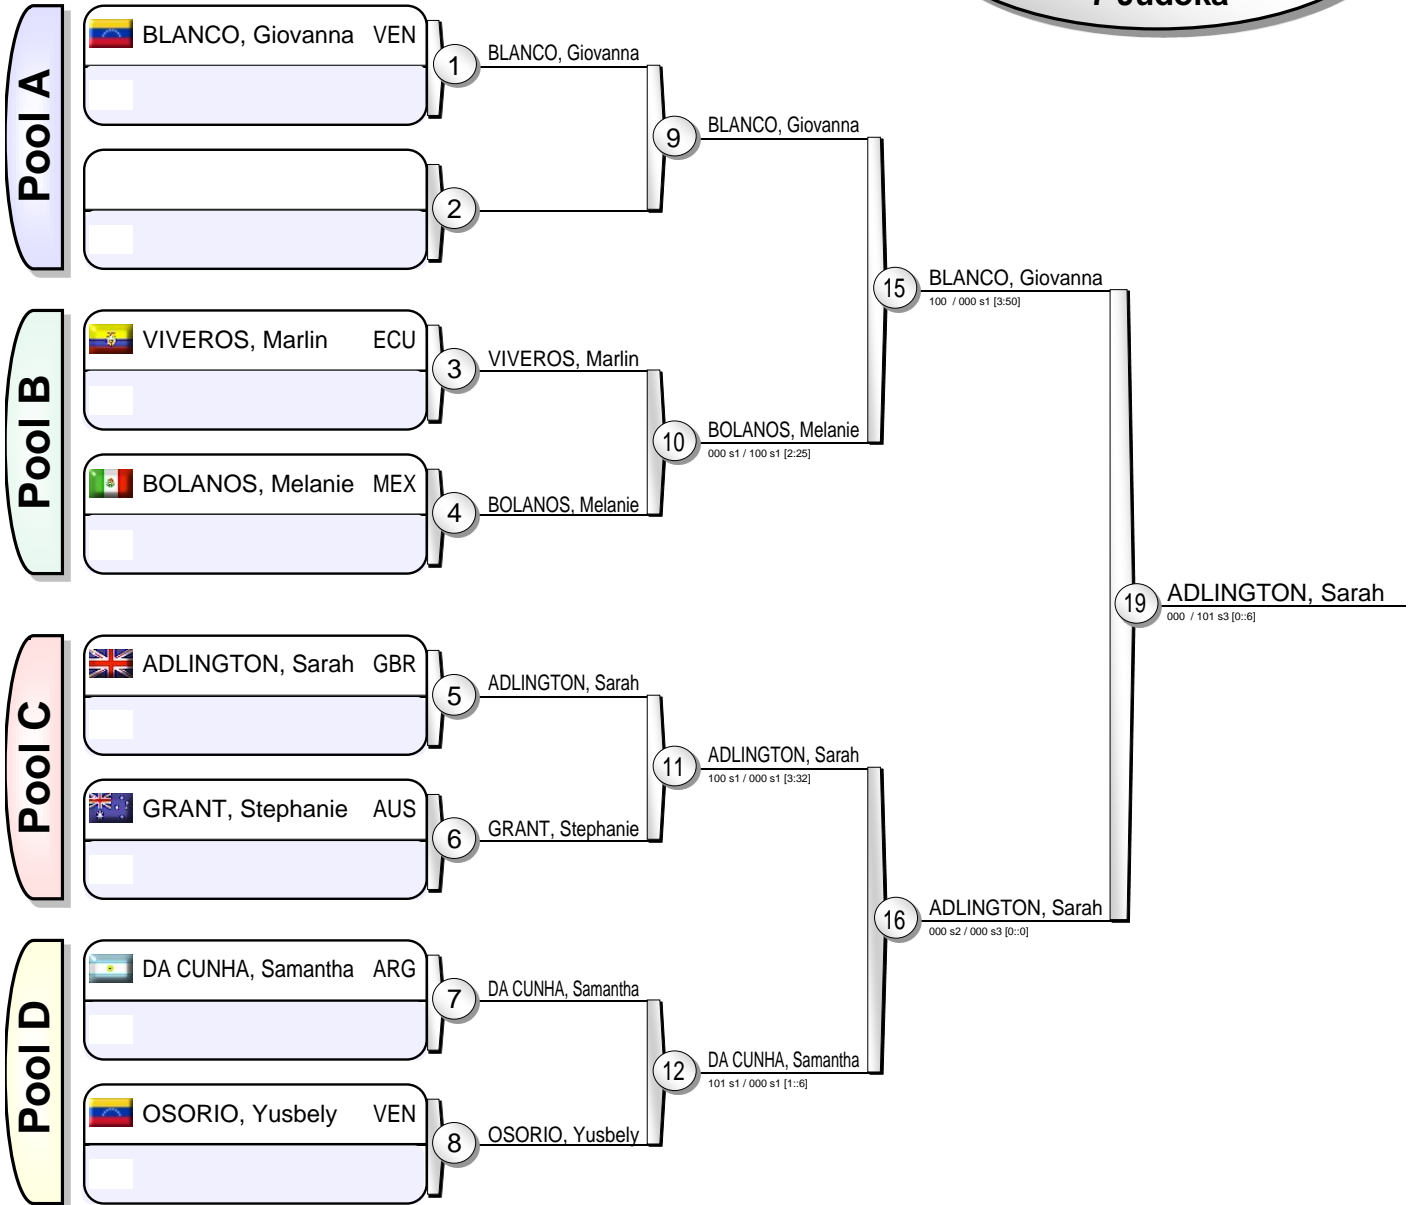 7 Judoka
Pool A
BLANCO, Giovanna VEN
1
BLANCO, Giovanna
2
9
BLANCO, Giovanna
Pool B
VIVEROS, Marlin ECU
3
VIVEROS, Marlin
BOLANOS, Melanie MEX
4
BOLANOS, Melanie
10
BOLANOS, Melanie
000 s1 / 100 s1 [2:25]
15
BLANCO, Giovanna
100 / 000 s1 [3:50]
Pool C
ADLINGTON, Sarah GBR
5
ADLINGTON, Sarah
GRANT, Stephanie AUS
6
GRANT, Stephanie
11
ADLINGTON, Sarah
100 s1 / 000 s1 [3:32]
Pool D
DA CUNHA, Samantha ARG
7
DA CUNHA, Samantha
OSORIO, Yusbely VEN
8
OSORIO, Yusbely
12
DA CUNHA, Samantha
101 s1 / 000 s1 [1::6]
16
ADLINGTON, Sarah
000 s2 / 000 s3 [0::0]
19
ADLINGTON, Sarah
000 / 101 s3 [0::6]